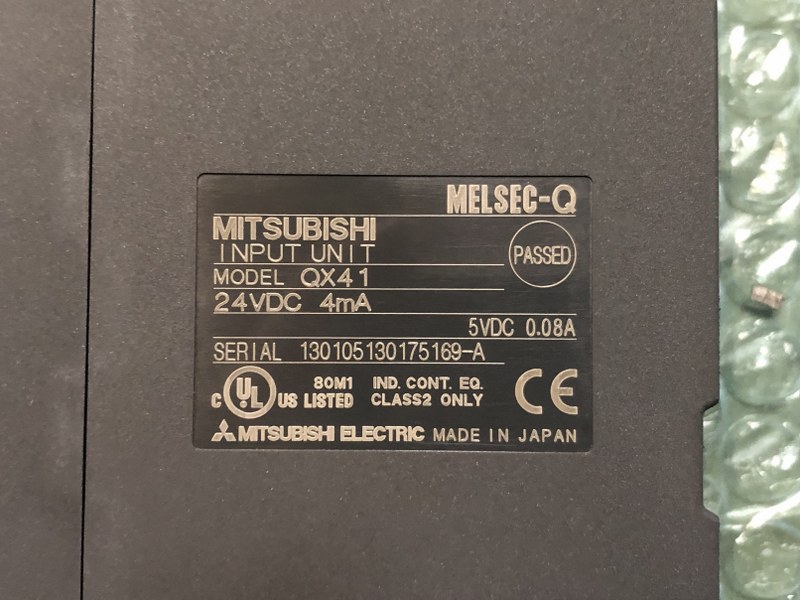 MELSEC-Q
MITSUBISHI
INPUT UNIT
PASSED
MODEL QX41
24VDC 4mA
5VDC 0.08A
SERIAL 130105130175169-A
C UL US LISTED 80M1 IND. CONT. EQ. CLASS2 ONLY CE
MITSUBISHI ELECTRIC MADE IN JAPAN